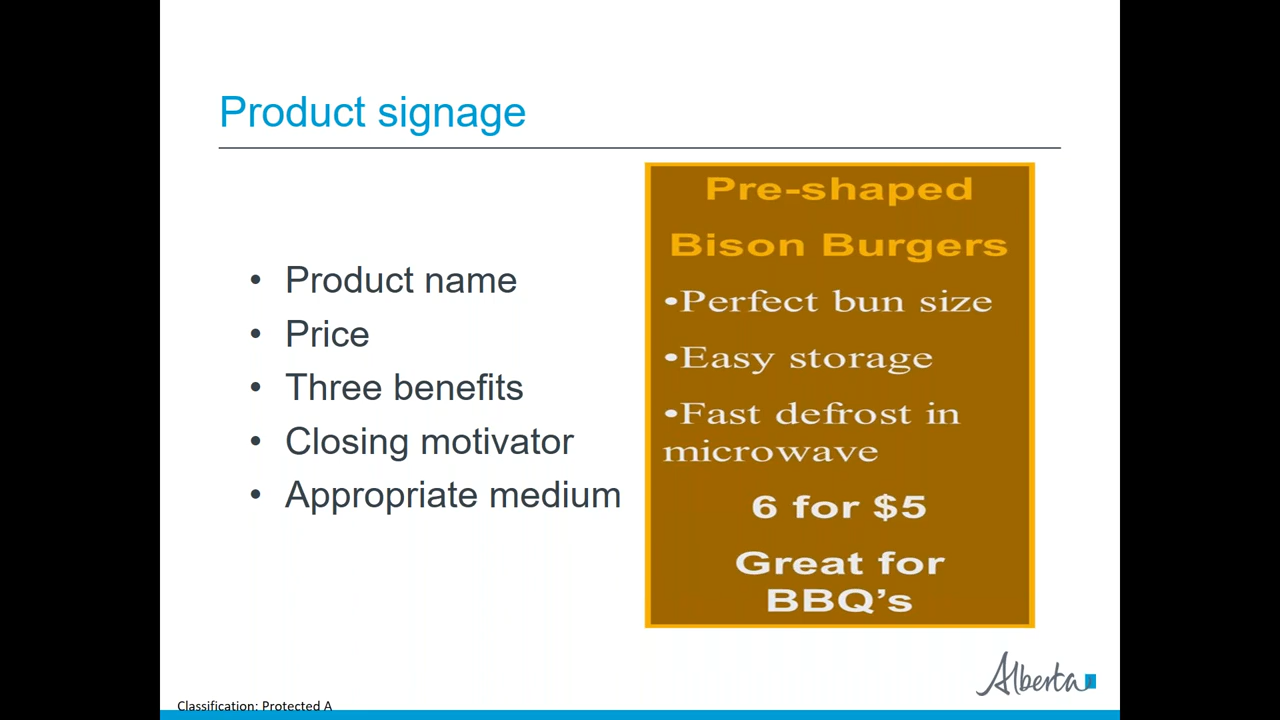 Product signage
• Product name
• Price
• Three benefits
• Closing motivator
• Appropriate medium
Pre-shaped
Bison Burgers
•Perfect bun size
•Easy storage
•Fast defrost in
microwave
6 for $5
Great for
BBQ’s
Alberta
Classification: Protected A